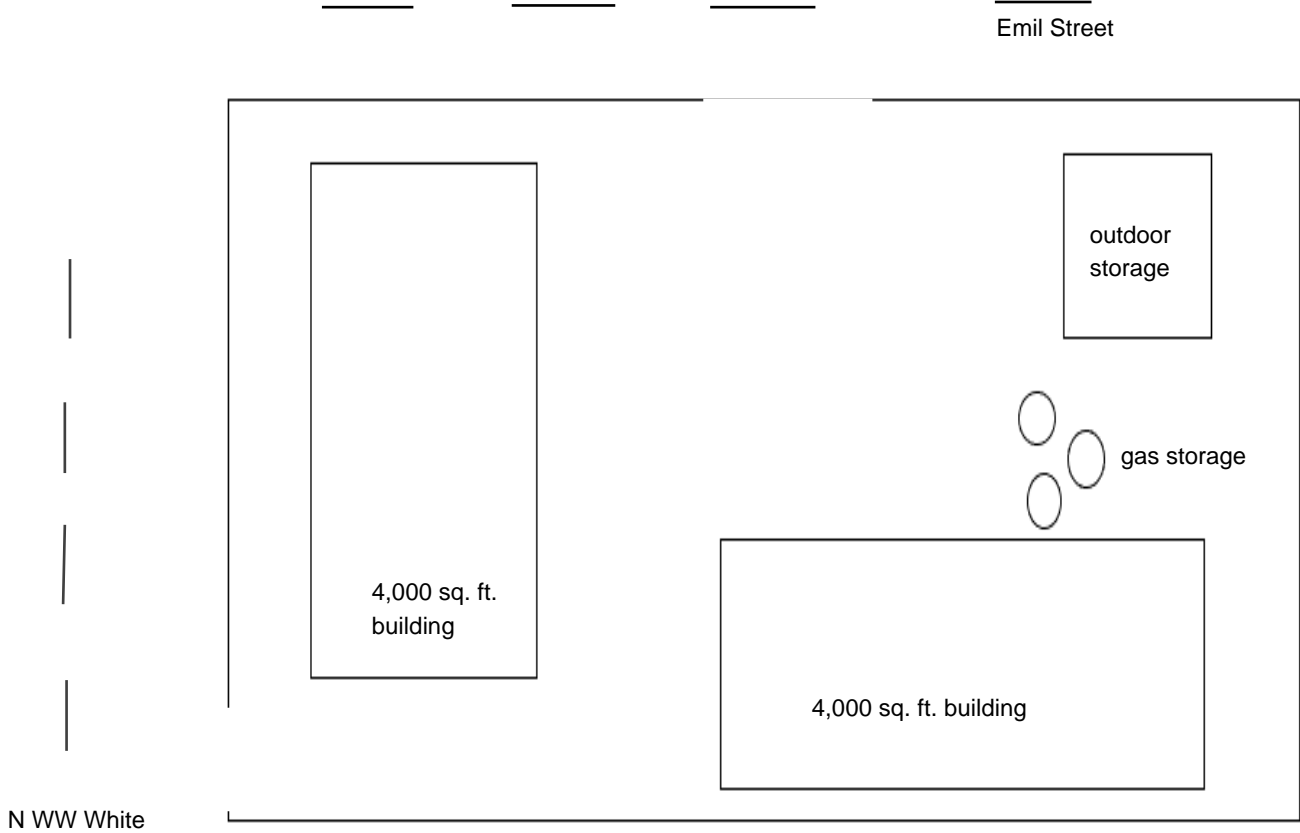 Emil Street
outdoor
storage
gas storage
4,000 sq. ft.
building
4,000 sq. ft. building
N WW White